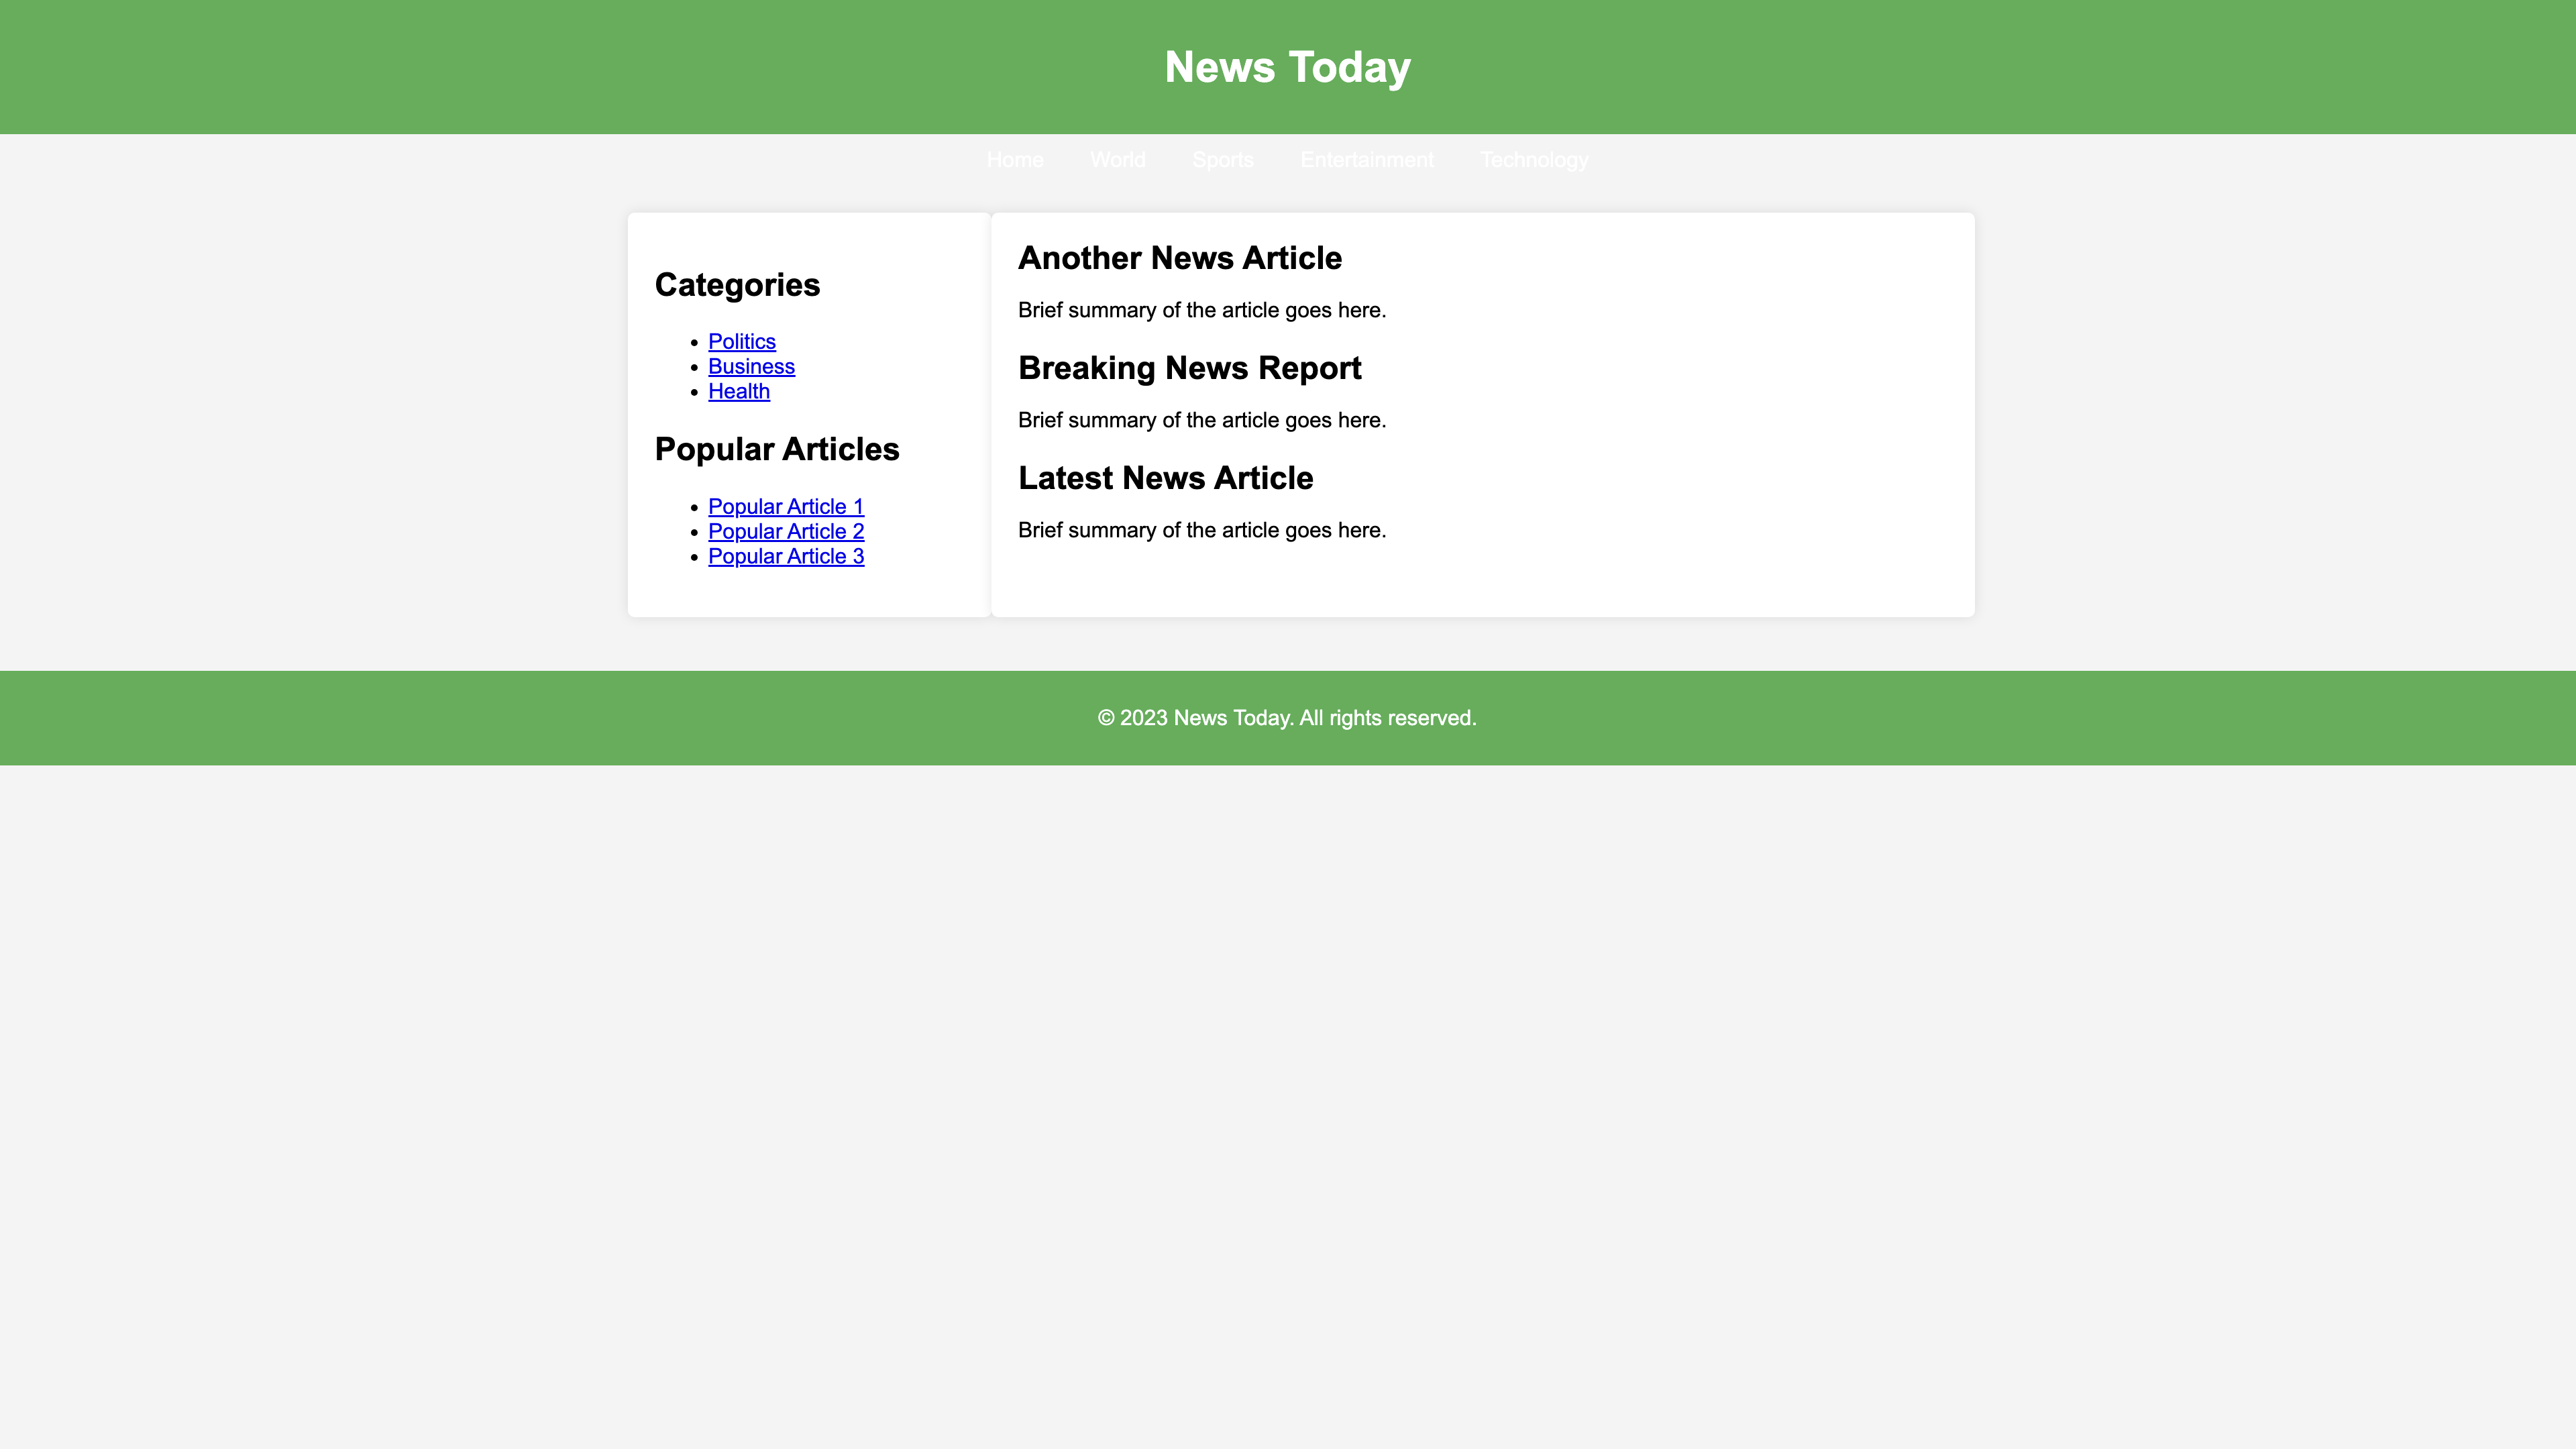 News Today
Home World Sports Entertainment Technology
Categories
Politics
Business
Health
Popular Articles
Popular Article 1
Popular Article 2
Popular Article 3
Another News Article
Brief summary of the article goes here.
Breaking News Report
Brief summary of the article goes here.
Latest News Article
Brief summary of the article goes here.
© 2023 News Today. All rights reserved.